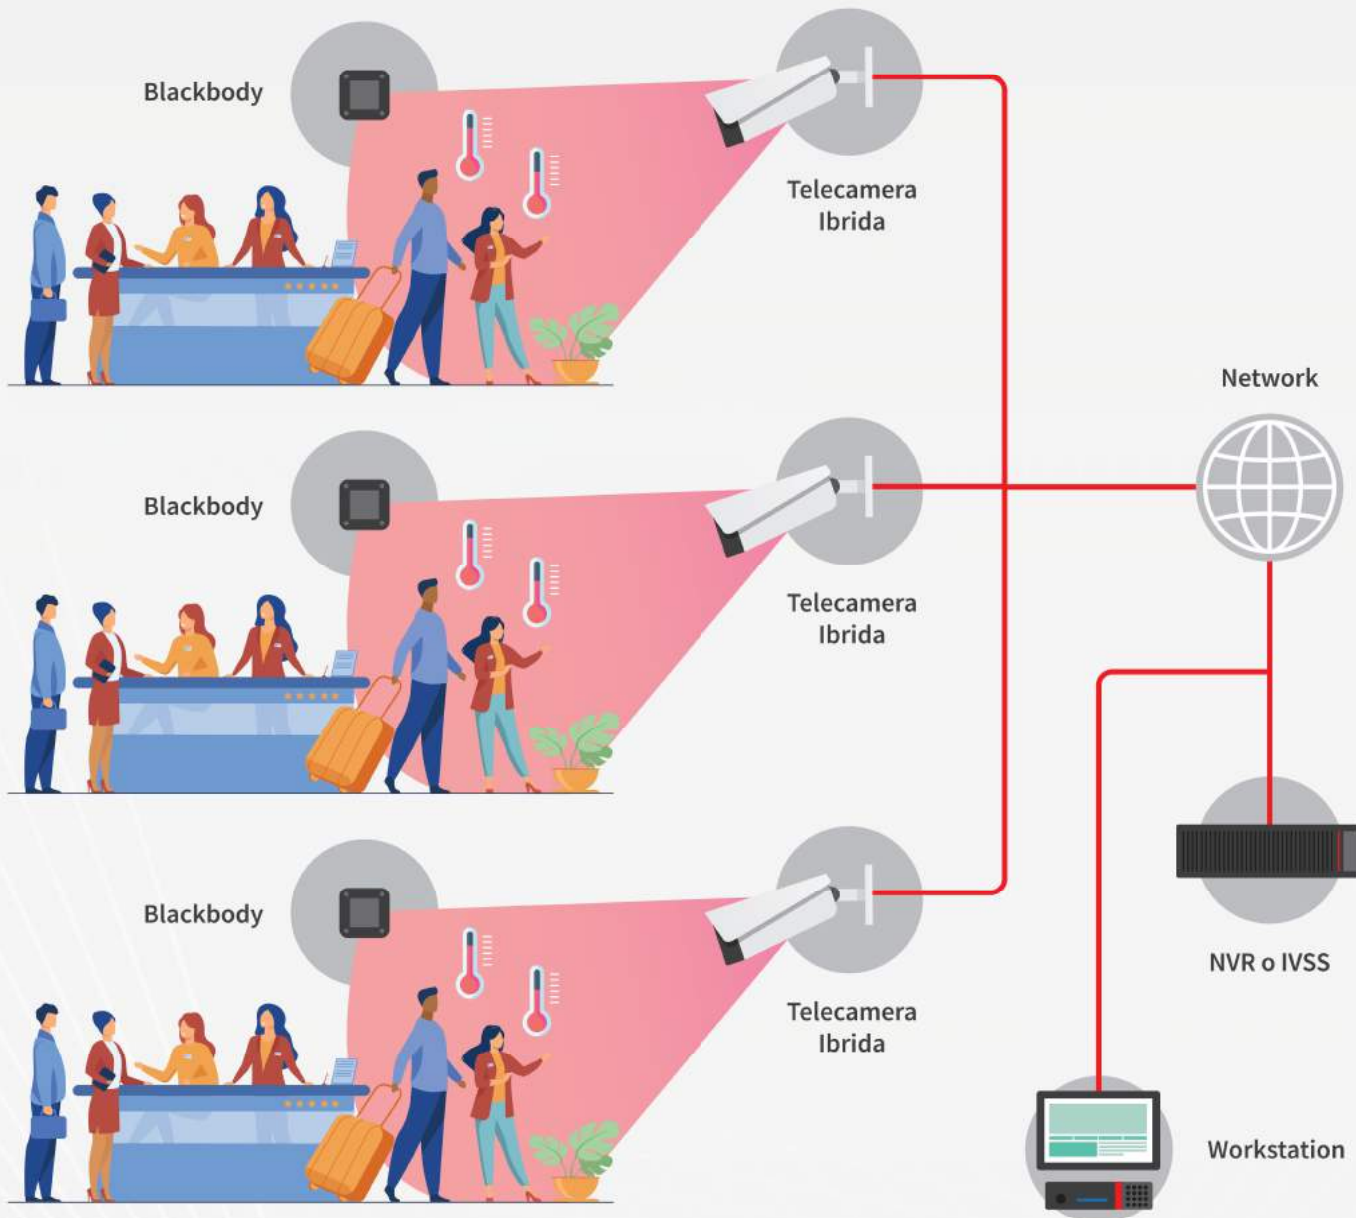 Blackbody
Telecamera
Ibrida
Network
Blackbody
Telecamera
Ibrida
Blackbody
NVR o IVSS
Telecamera
Ibrida
Workstation